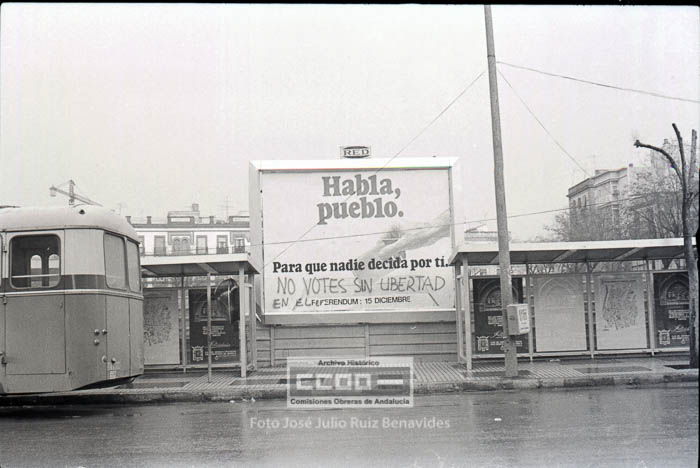 RED
Habla,
pueblo.
Para que nadie decida por ti.
NO VOTES SIN LIBERTAD
EN EL REFERENDUM: 15 DICIEMBRE
Archivo Histórico
CCOO
Comisiones Obreras de Andalucía
Foto José Julio Ruiz Benavides